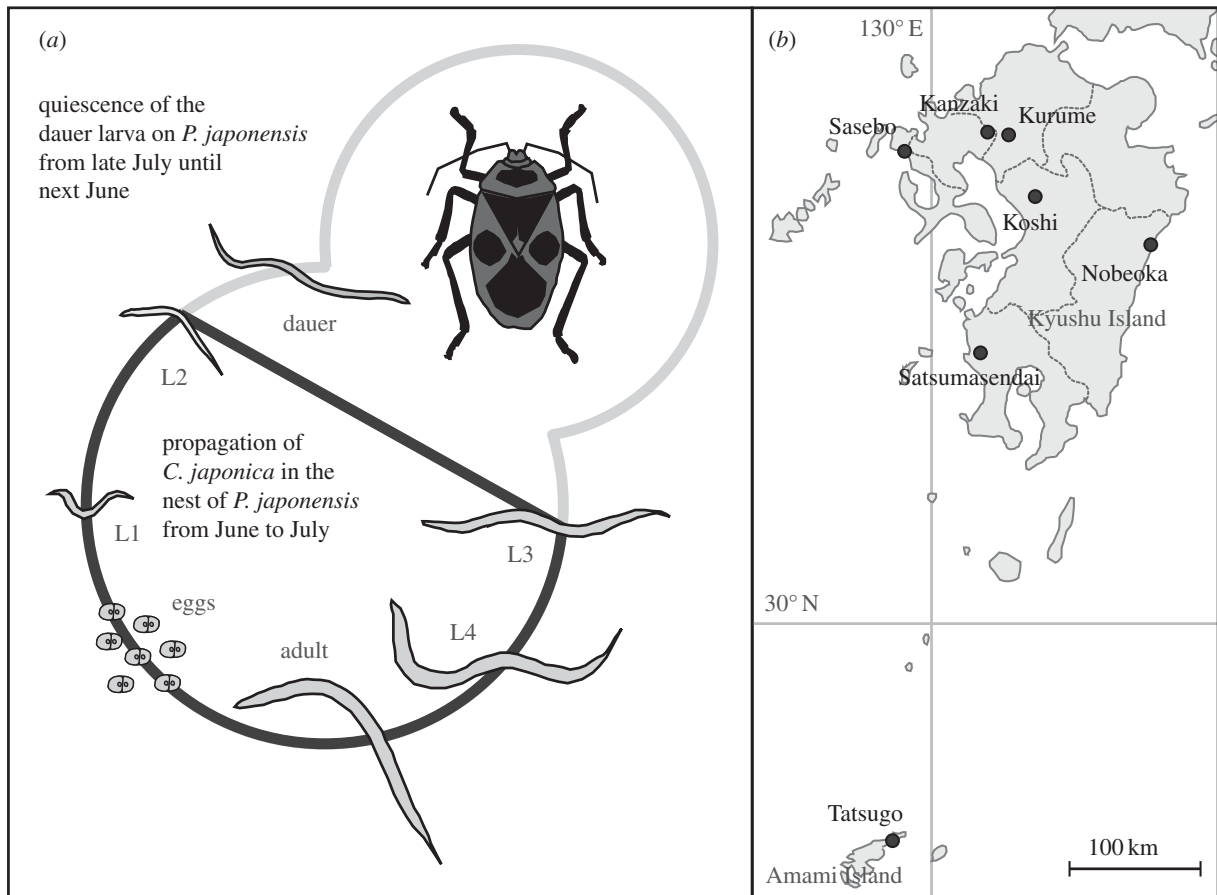 (a)
quiescence of the
dauer larva on P. japonensis
from late July until
next June
dauer
L2
propagation of
C. japonica in the
nest of P. japonensis
from June to July
L1
L3
eggs
L4
adult
(b)
130° E
Kanzaki
Kurume
Sasebo
Koshi
Nobeoka
Kyushu Island
Satsumasendai
30° N
Tatsugo
100 km
Amami Island